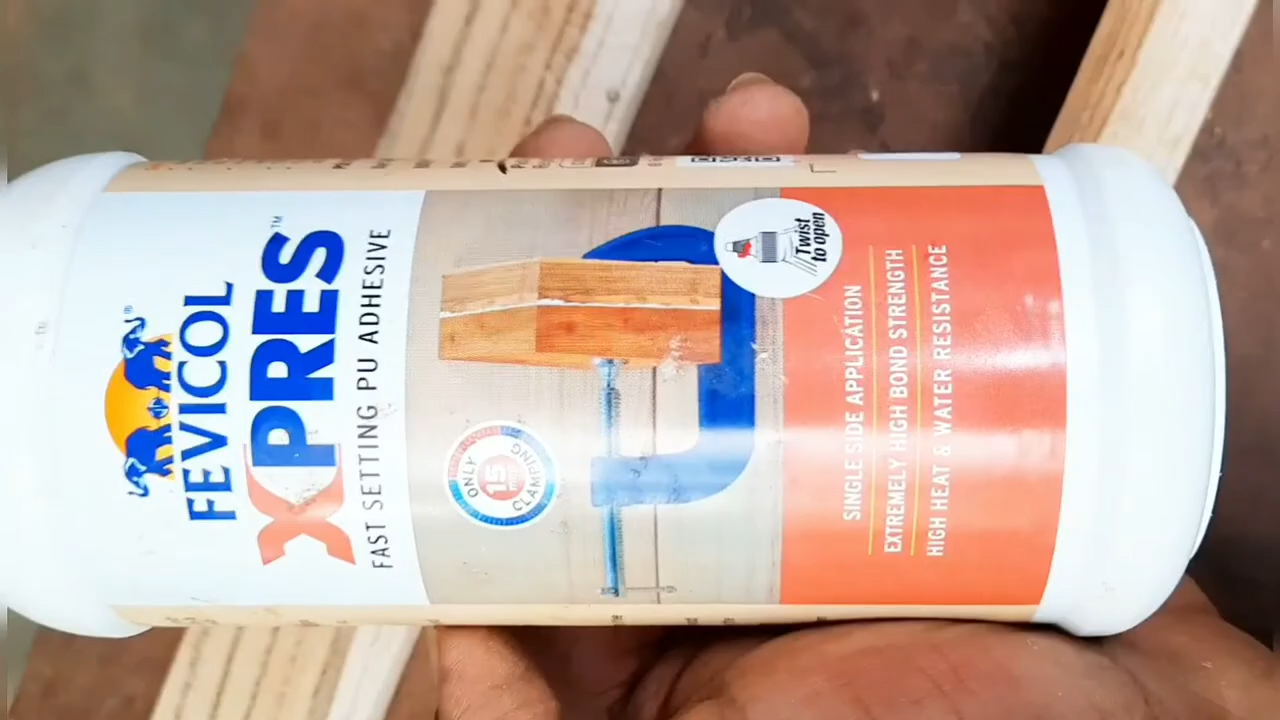 FEVICOL®
XPRES™
FAST SETTING PU ADHESIVE
ONLY
15
CLAMPING
Twist
to open
SINGLE SIDE APPLICATION
EXTREMELY HIGH BOND STRENGTH
HIGH HEAT & WATER RESISTANCE